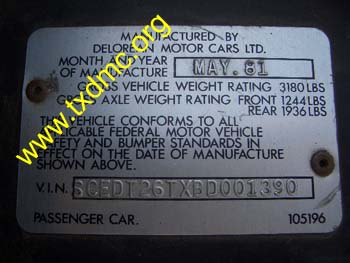 MANUFACTURED BY
DELOREAN MOTOR CARS LTD.
MONTH AND YEAR
OF MANUFACTURE MAY. 81
GROSS VEHICLE WEIGHT RATING 3180 LBS
GROSS AXLE WEIGHT RATING FRONT 1244 LBS
REAR 1936 LBS
THE VEHICLE CONFORMS TO ALL
APPLICABLE FEDERAL MOTOR VEHICLE
SAFETY AND BUMPER STANDARDS IN
EFFECT ON THE DATE OF MANUFACTURE
SHOWN ABOVE.
V.I.N. SCEDT26TXBD001390
PASSENGER CAR. 105196
www.txdmc.org